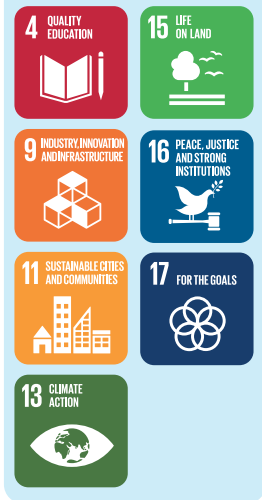 4 QUALITY
EDUCATION
15 LIFE
ON LAND
9 INDUSTRY, INNOVATION
AND INFRASTRUCTURE
16 PEACE, JUSTICE
AND STRONG
INSTITUTIONS
11 SUSTAINABLE CITIES
AND COMMUNITIES
17 FOR THE GOALS
13 CLIMATE
ACTION